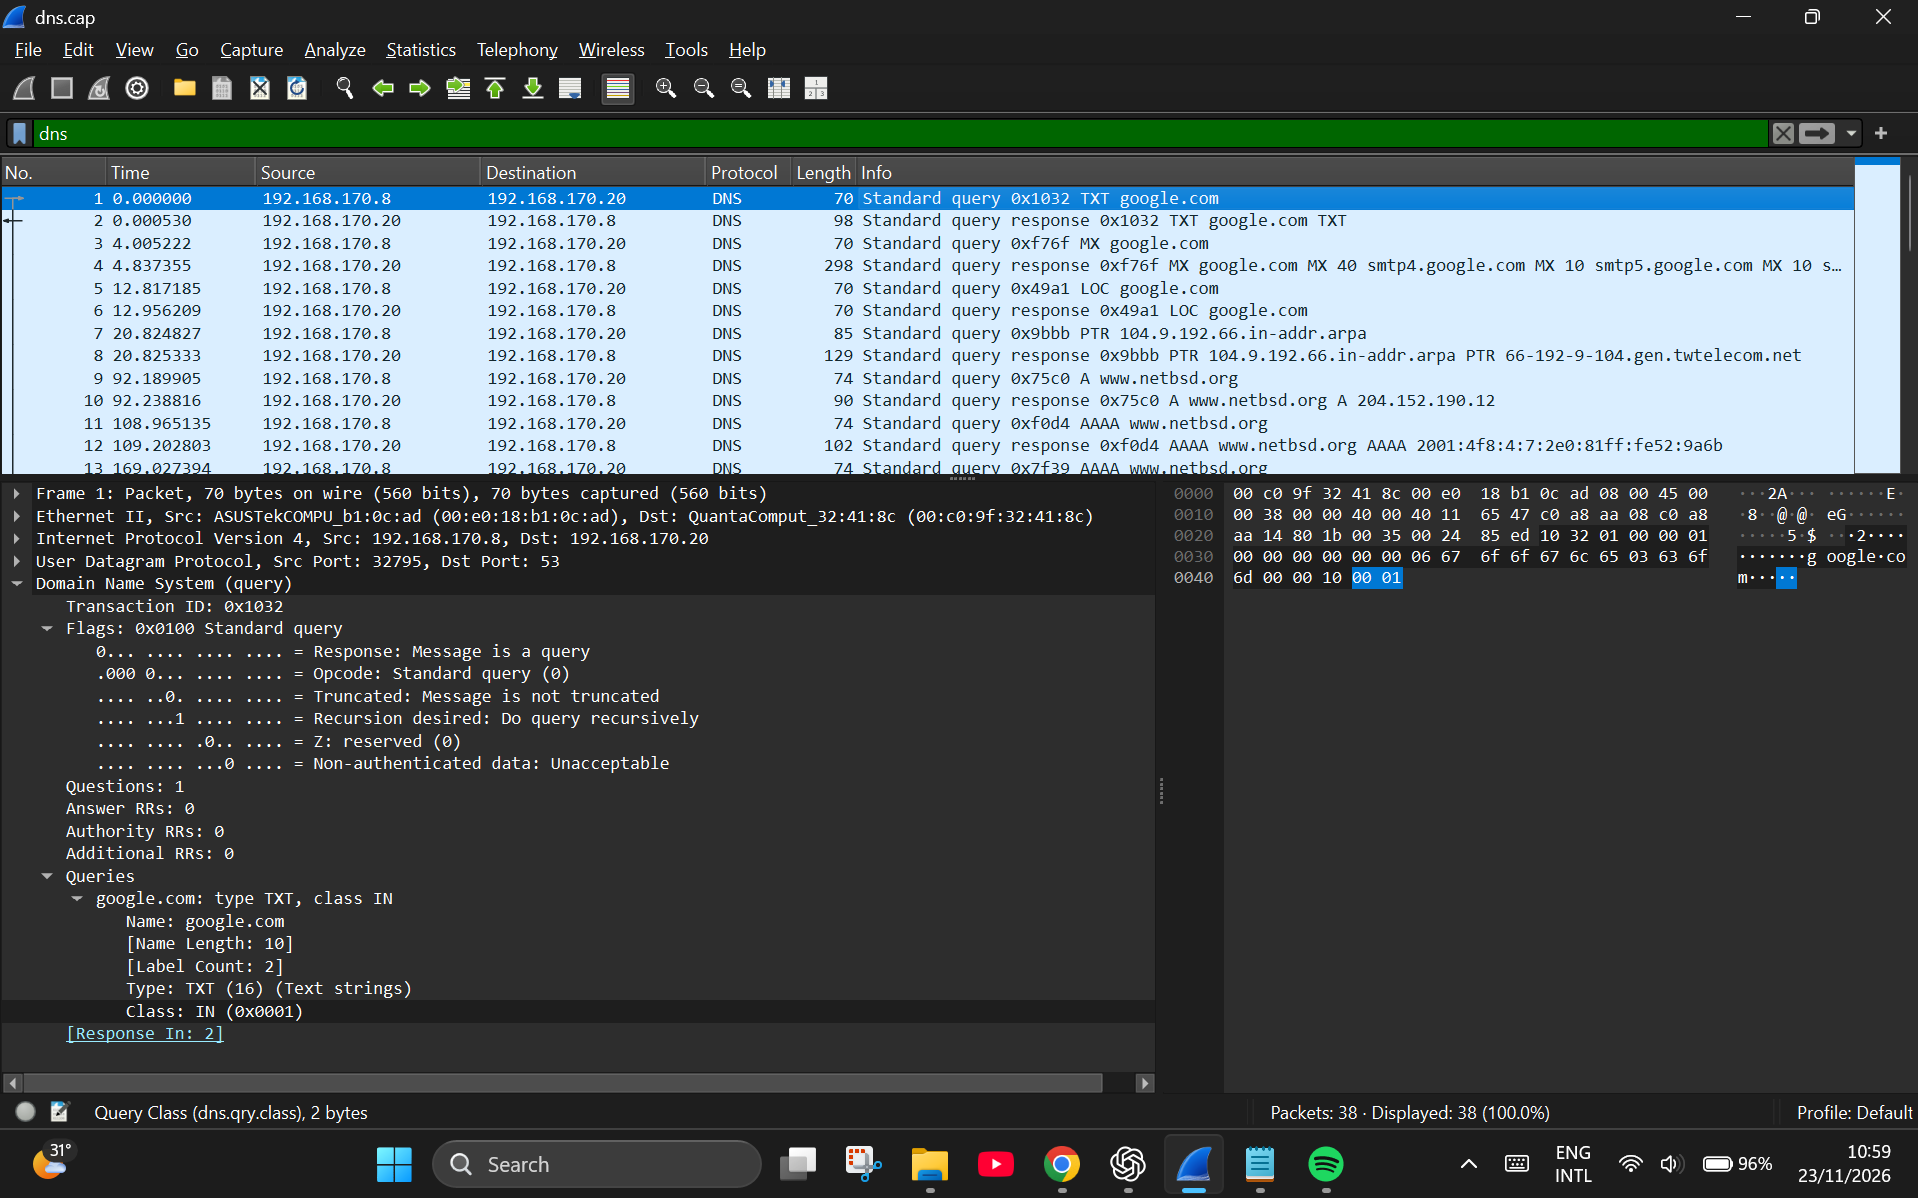 dns.cap
File Edit View Go Capture Analyze Statistics Telephony Wireless Tools Help
dns
No. Time Source Destination Protocol Length Info
1 0.000000 192.168.170.8 192.168.170.20 DNS 70 Standard query 0x1032 TXT google.com
2 0.000530 192.168.170.20 192.168.170.8 DNS 98 Standard query response 0x1032 TXT google.com TXT
3 4.005222 192.168.170.8 192.168.170.20 DNS 70 Standard query 0xf76f MX google.com
4 4.837355 192.168.170.20 192.168.170.8 DNS 298 Standard query response 0xf76f MX google.com MX 40 smtp4.google.com MX 10 smtp5.google.com MX 10 s…
5 12.817185 192.168.170.8 192.168.170.20 DNS 70 Standard query 0x49a1 LOC google.com
6 12.956209 192.168.170.20 192.168.170.8 DNS 70 Standard query response 0x49a1 LOC google.com
7 20.824827 192.168.170.8 192.168.170.20 DNS 85 Standard query 0x9bbb PTR 104.9.192.66.in-addr.arpa
8 20.825333 192.168.170.20 192.168.170.8 DNS 129 Standard query response 0x9bbb PTR 104.9.192.66.in-addr.arpa PTR 66-192-9-104.gen.twtelecom.net
9 92.189905 192.168.170.8 192.168.170.20 DNS 74 Standard query 0x75c0 A www.netbsd.org
10 92.238816 192.168.170.20 192.168.170.8 DNS 90 Standard query response 0x75c0 A www.netbsd.org A 204.152.190.12
11 108.965135 192.168.170.8 192.168.170.20 DNS 74 Standard query 0xf0d4 AAAA www.netbsd.org
12 109.202803 192.168.170.20 192.168.170.8 DNS 102 Standard query response 0xf0d4 AAAA www.netbsd.org AAAA 2001:4f8:4:7:2e0:81ff:fe52:9a6b
13 169.027394 192.168.170.8 192.168.170.20 DNS 74 Standard query 0x7f39 AAAA www.netbsd.org
Frame 1: Packet, 70 bytes on wire (560 bits), 70 bytes captured (560 bits)
Ethernet II, Src: ASUSTekCOMPU_b1:0c:ad (00:e0:18:b1:0c:ad), Dst: QuantaComput_32:41:8c (00:c0:9f:32:41:8c)
Internet Protocol Version 4, Src: 192.168.170.8, Dst: 192.168.170.20
User Datagram Protocol, Src Port: 32795, Dst Port: 53
Domain Name System (query)
Transaction ID: 0x1032
Flags: 0x0100 Standard query
0... .... .... .... = Response: Message is a query
.000 0... .... .... = Opcode: Standard query (0)
.... ..0. .... .... = Truncated: Message is not truncated
.... ...1 .... .... = Recursion desired: Do query recursively
.... .... .0.. .... = Z: reserved (0)
.... .... ...0 .... = Non-authenticated data: Unacceptable
Questions: 1
Answer RRs: 0
Authority RRs: 0
Additional RRs: 0
Queries
google.com: type TXT, class IN
Name: google.com
[Name Length: 10]
[Label Count: 2]
Type: TXT (16) (Text strings)
Class: IN (0x0001)
[Response In: 2]
0000 00 c0 9f 32 41 8c 00 e0 18 b1 0c ad 08 00 45 00 ···2A··· ······E·
0010 00 38 00 00 40 00 40 11 65 47 c0 a8 aa 08 c0 a8 ·8··@·@· eG······
0020 aa 14 80 1b 00 35 00 24 85 ed 10 32 01 00 00 01 ·····5·$ ···2····
0030 00 00 00 00 00 00 06 67 6f 6f 67 6c 65 03 63 6f ·······g oogle·co
0040 6d 00 00 10 00 01 m·····
Query Class (dns.qry.class), 2 bytes
Packets: 38 · Displayed: 38 (100.0%)
Profile: Default
31°
Search
ENG
INTL
96%
10:59
23/11/2026